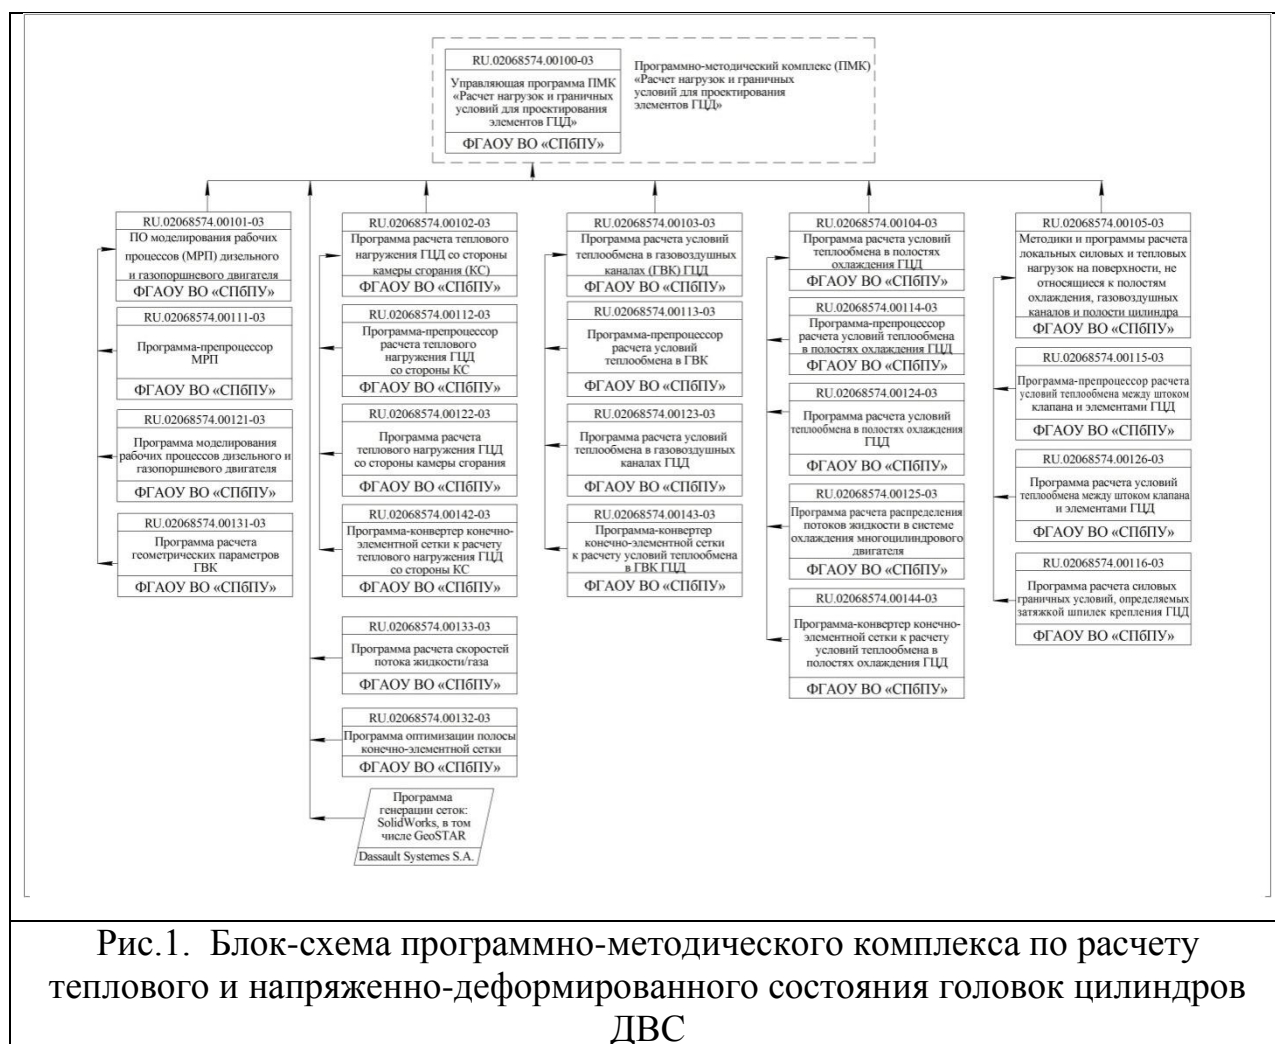 RU.02068574.00100-03
Управляющая программа ПМК
«Расчет нагрузок и граничных
условий для проектирования
элементов ГЦД»
ФГАОУ ВО «СПбПУ»
Программно-методический комплекс (ПМК)
«Расчет нагрузок и граничных
условий для проектирования
элементов ГЦД»
RU.02068574.00101-03
ПО моделирования рабочих
процессов (МРП) дизельного
и газопоршневого двигателя
ФГАОУ ВО «СПбПУ»
RU.02068574.00111-03
Программа-препроцессор
МРП
ФГАОУ ВО «СПбПУ»
RU.02068574.00121-03
Программа моделирования
рабочих процессов дизельного и
газопоршневого двигателя
ФГАОУ ВО «СПбПУ»
RU.02068574.00131-03
Программа расчета
геометрических параметров
ГВК
ФГАОУ ВО «СПбПУ»
RU.02068574.00102-03
Программа расчета теплового
нагружения ГЦД со стороны
камеры сгорания (КС)
ФГАОУ ВО «СПбПУ»
RU.02068574.00112-03
Программа-препроцессор
расчета теплового
нагружения ГЦД
со стороны КС
ФГАОУ ВО «СПбПУ»
RU.02068574.00122-03
Программа расчета
теплового нагружения ГЦД
со стороны камеры сгорания
ФГАОУ ВО «СПбПУ»
RU.02068574.00142-03
Программа-конвертер конечно-
элементной сетки к расчету
теплового нагружения ГЦД
со стороны КС
ФГАОУ ВО «СПбПУ»
RU.02068574.00133-03
Программа расчета скоростей
потока жидкости/газа
ФГАОУ ВО «СПбПУ»
RU.02068574.00132-03
Программа оптимизации полосы
конечно-элементной сетки
ФГАОУ ВО «СПбПУ»
Программа
генерации сеток:
SolidWorks, в том
числе GeoSTAR
Dassault Systemes S.A.
RU.02068574.00103-03
Программа расчета условий
теплообмена в газовоздушных
каналах (ГВК) ГЦД
ФГАОУ ВО «СПбПУ»
RU.02068574.00113-03
Программа-препроцессор
расчета условий
теплообмена в ГВК
ФГАОУ ВО «СПбПУ»
RU.02068574.00123-03
Программа расчета условий
теплообмена в газовоздушных
каналах ГЦД
ФГАОУ ВО «СПбПУ»
RU.02068574.00143-03
Программа-конвертер
конечно-элементной сетки
к расчету условий теплообмена
в ГВК ГЦД
ФГАОУ ВО «СПбПУ»
RU.02068574.00104-03
Программа расчета условий
теплообмена в полостях
охлаждения ГЦД
ФГАОУ ВО «СПбПУ»
RU.02068574.00114-03
Программа-препроцессор
расчета условий теплообмена
в полостях охлаждения ГЦД
ФГАОУ ВО «СПбПУ»
RU.02068574.00124-03
Программа расчета условий
теплообмена в полостях охлаждения
ГЦД
ФГАОУ ВО «СПбПУ»
RU.02068574.00125-03
Программа расчета распределения
потоков жидкости в системе
охлаждения многоцилиндрового
двигателя
ФГАОУ ВО «СПбПУ»
RU.02068574.00144-03
Программа-конвертер конечно-
элементной сетки к расчету
условий теплообмена в
полостях охлаждения ГЦД
ФГАОУ ВО «СПбПУ»
RU.02068574.00105-03
Методики и программы расчета
локальных силовых и тепловых
нагрузок на поверхности, не
относящиеся к полостям
охлаждения, газовоздушных
каналов и полости цилиндра
ФГАОУ ВО «СПбПУ»
RU.02068574.00115-03
Программа-препроцессор расчета
условий теплообмена между штоком
клапана и элементами ГЦД
ФГАОУ ВО «СПбПУ»
RU.02068574.00126-03
Программа расчета условий
теплообмена между штоком клапана
и элементами ГЦД
ФГАОУ ВО «СПбПУ»
RU.02068574.00116-03
Программа расчета силовых
граничных условий, определяемых
затяжкой шпилек крепления ГЦД
ФГАОУ ВО «СПбПУ»
Рис.1. Блок-схема программно-методического комплекса по расчету
теплового и напряженно-деформированного состояния головок цилиндров
ДВС